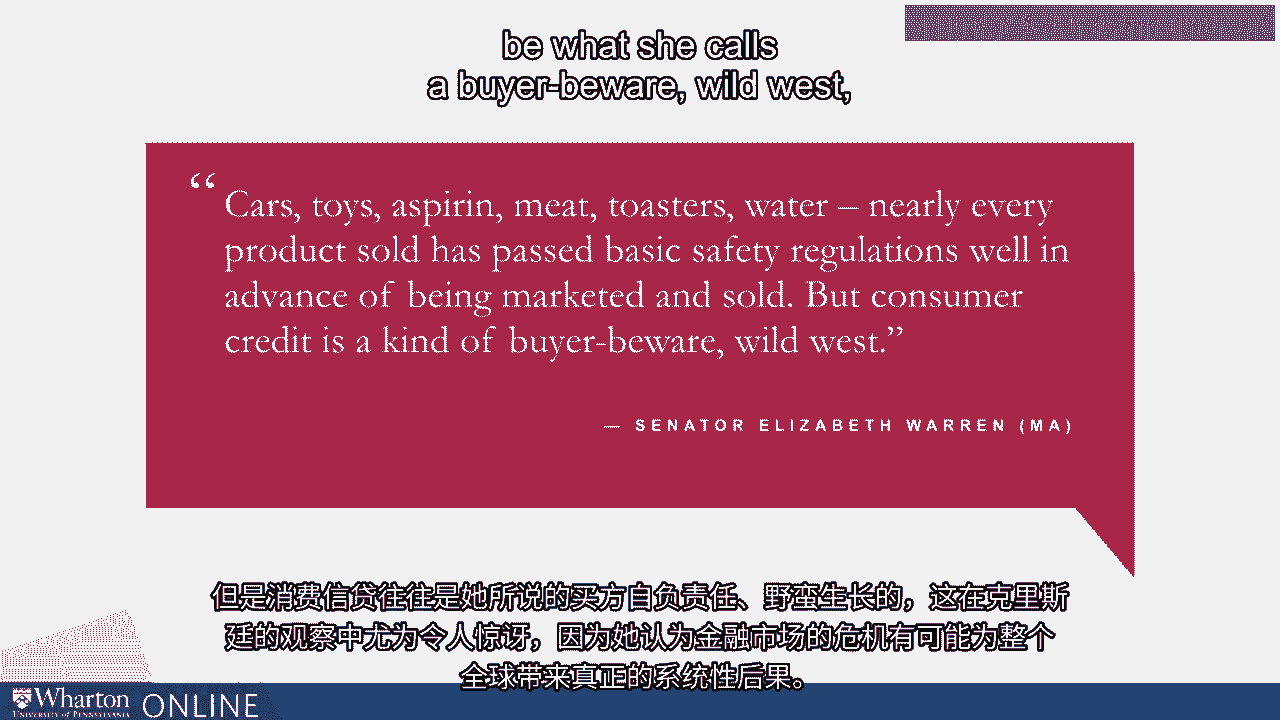 be what she calls
a buyer-beware, wild west,
“Cars, toys, aspirin, meat, toasters, water – nearly every
product sold has passed basic safety regulations well in
advance of being marketed and sold. But consumer
credit is a kind of buyer-beware, wild west.”
— SENATOR ELIZABETH WARREN (MA)
但是消费信贷往往是她所说的买方自负责任、野蛮生长的，这在克里斯
廷的观察中尤为令人惊讶，因为她认为金融市场的危机有可能为整个
全球带来真正的系统性后果。
Wharton ONLINE
UNIVERSITY OF PENNSYLVANIA